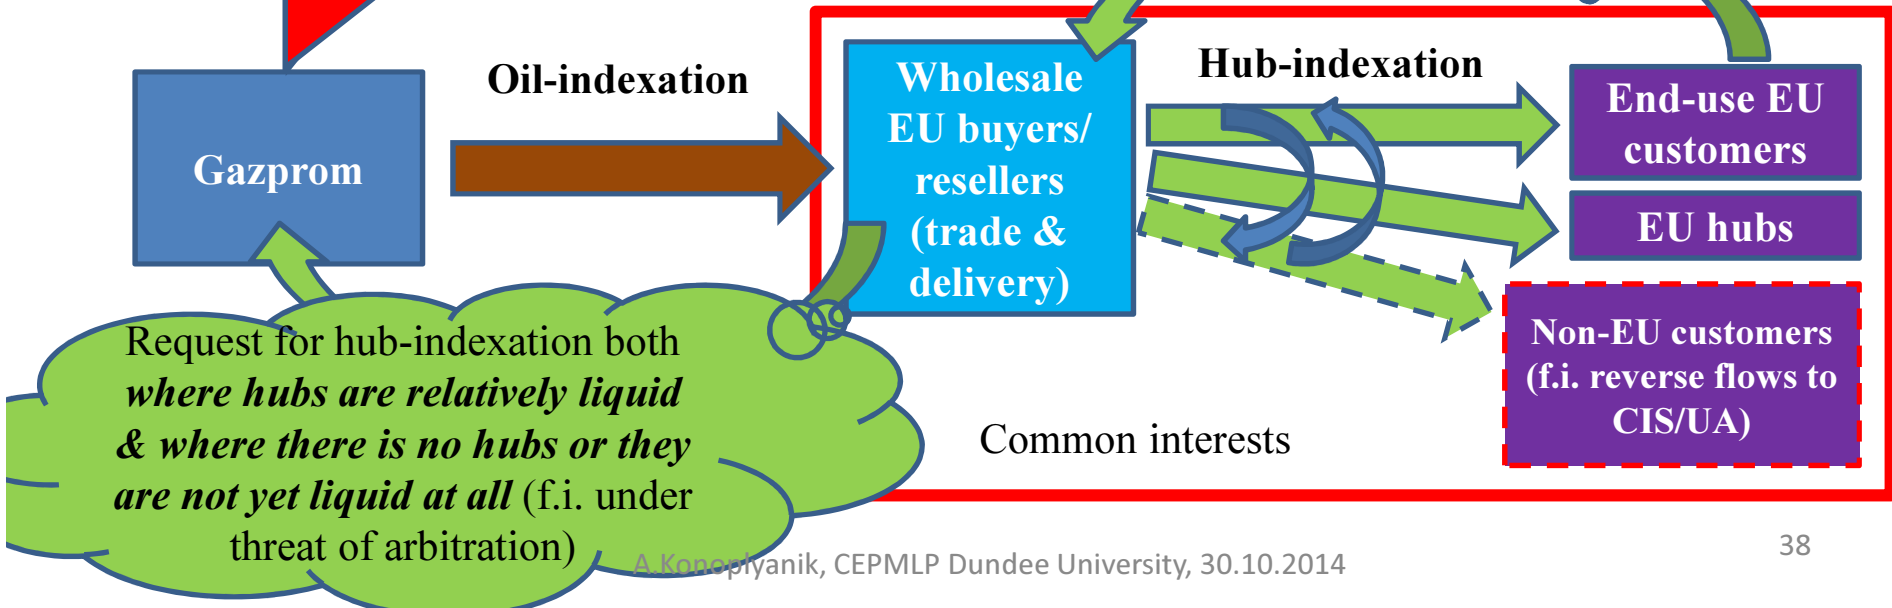 Gazprom
Oil-indexation
Wholesale
EU buyers/
resellers
(trade &
delivery)
Hub-indexation
End-use EU
customers
EU hubs
Non-EU customers
(f.i. reverse flows to
CIS/UA)
Common interests
Request for hub-indexation both
where hubs are relatively liquid
& where there is no hubs or they
are not yet liquid at all (f.i. under
threat of arbitration)
A.Konoplyanik, CEPMLP Dundee University, 30.10.2014
38